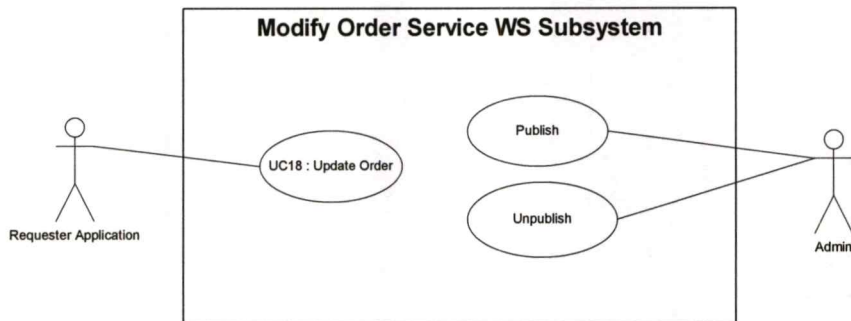 Modify Order Service WS Subsystem
Publish
UC18 : Update Order
Unpublish
Requester Application
Admin